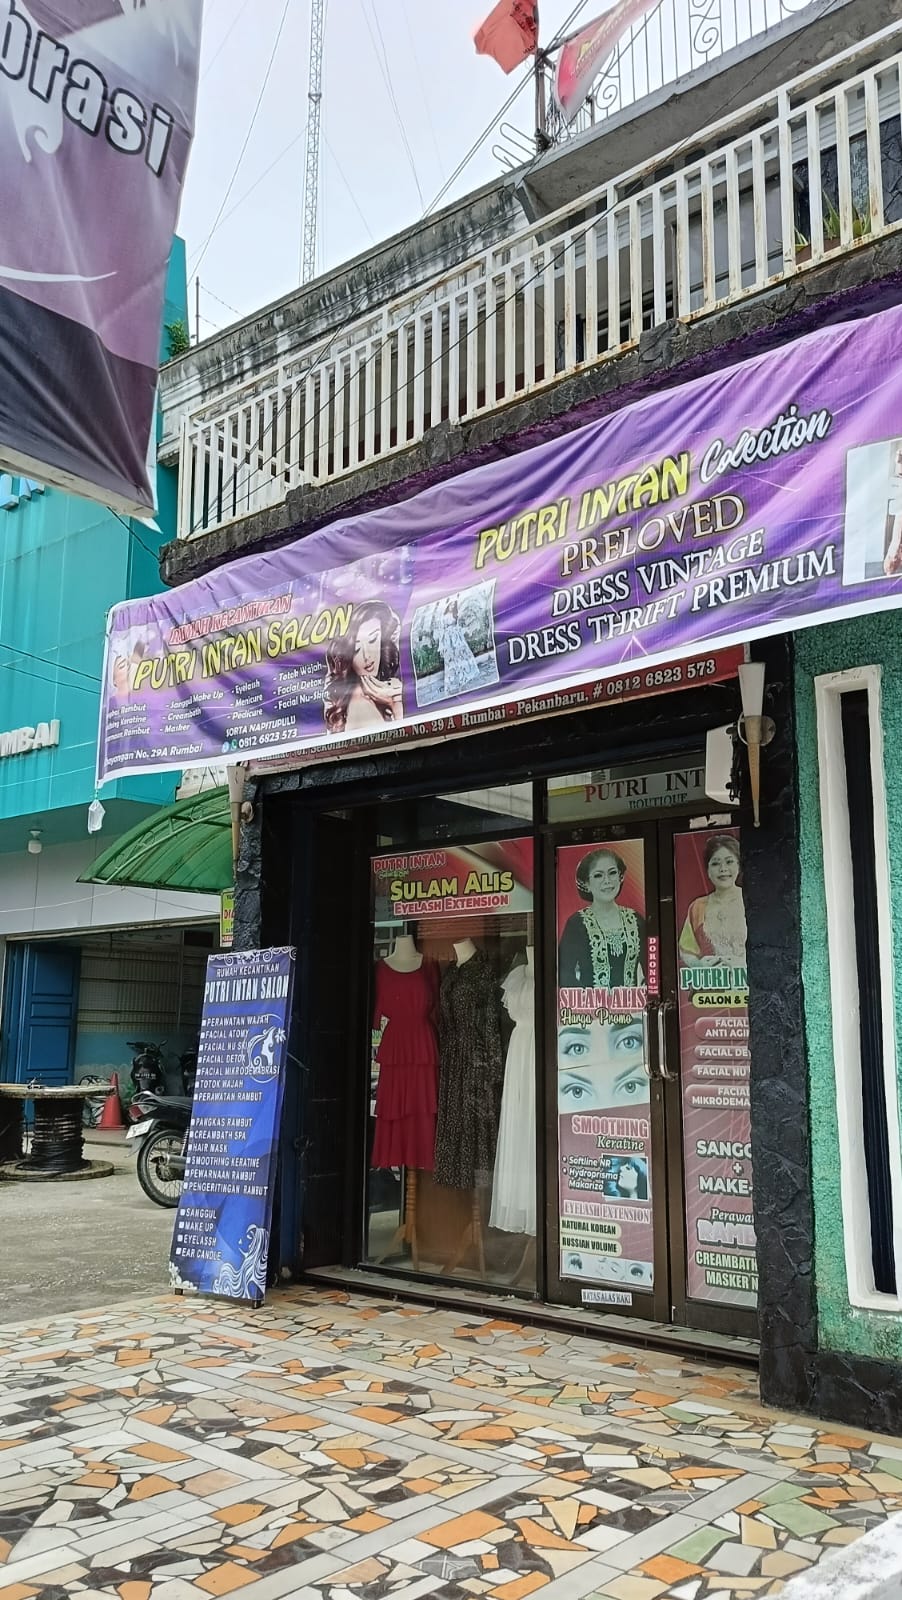 brasi
MBAI
RUMAH KECANTIKAN
PUTRI INTAN SALON
- Sanggul Make Up
- Creambath
- Masker
- Eyelash
- Menicure
- Pedicure
- Totok Wajah
- Facial Detox
- Facial Nu-Skin
SORTA NAPITUPULU
0812 6823 573
No. 29A Rumbai
PUTRI INTAN Colection
PRELOVED
DRESS VINTAGE
DRESS THRIFT PREMIUM
No. 29 A Rumbai - Pekanbaru, # 0812 6823 573
PUTRI INT
BOUTIQUE
PUTRI INTAN
SULAM ALIS
EYELASH EXTENSION
RUMAH KECANTIKAN
PUTRI INTAN SALON
PERAWATAN WAJAH
FACIAL ATOMY
FACIAL NU SKI
FACIAL DETOK
FACIAL MIKRODEMABRASI
TOTOK WAJAH
PERAWATAN RAMBUT
PANGKAS RAMBUT
CREAMBATH SPA
HAIR MASK
SMOOTHING KERATINE
PEWARNAAN RAMBUT
PENGERITINGAN RAMBUT
SANGGUL
MAKE UP
EYELASSH
EAR CANDLE
DORONG
SULAM ALIS
Harga Promo
SMOOTHING
Keratine
• Softline NR
• Hydroprisma
Makarizo
EYELASH EXTENSION
NATURAL KOREAN
RUSSIAN VOLUME
BATAS ALAS KAKI
PUTRI IN
SALON & S
FACIAL
ANTI AGI
FACIAL DE
FACIAL NU
FACIAL
MIKRODEMA
SANGG
+
MAKE-
Perawa
RAMB
CREAMBATH
MASKER N